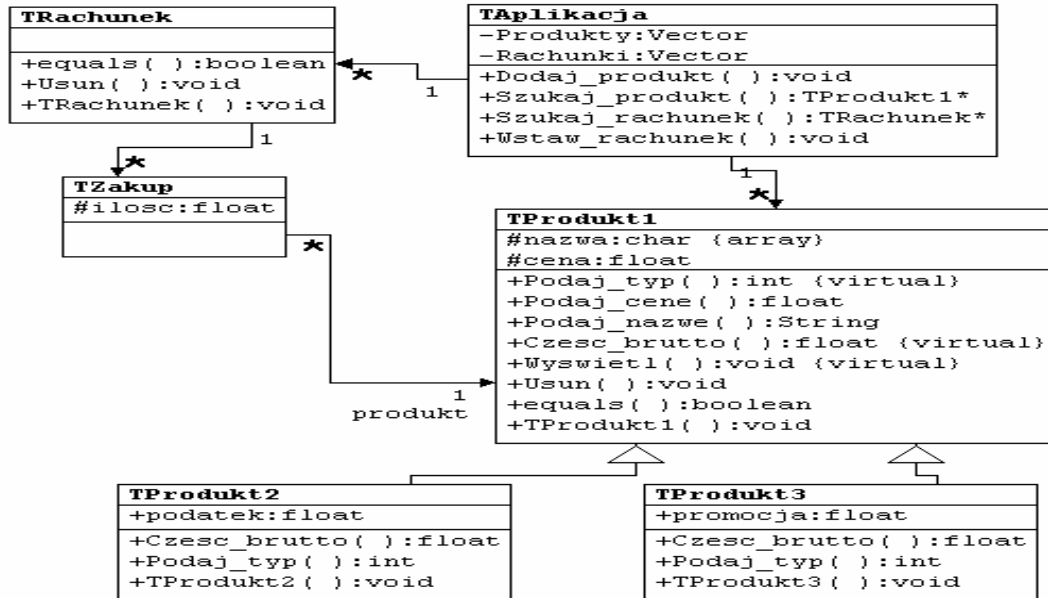 TRachunek
+equals( ):boolean
+Usun( ):void
+TRachunek( ):void
TAplikacja
-Produkty:Vector
-Rachunki:Vector
+Dodaj_produkt( ):void
+Szukaj_produkt( ):TProdukt1*
+Szukaj_rachunek( ):TRachunek*
+Wstaw_rachunek( ):void
*
1
1
*
1
*
TZakup
#ilosc:float
*
1
produkt
TProdukt1
#nazwa:char {array}
#cena:float
+Podaj_typ( ):int {virtual}
+Podaj_cene( ):float
+Podaj_nazwe( ):String
+Czesc_brutto( ):float {virtual}
+Wyswietl( ):void {virtual}
+Usun( ):void
+equals( ):boolean
+TProdukt1( ):void
TProdukt2
+podatek:float
+Czesc_brutto( ):float
+Podaj_typ( ):int
+TProdukt2( ):void
TProdukt3
+promocja:float
+Czesc_brutto( ):float
+Podaj_typ( ):int
+TProdukt3( ):void